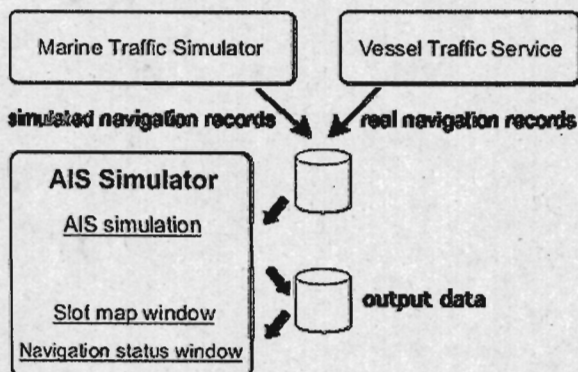 Marine Traffic Simulator
Vessel Traffic Service
simulated navigation records
real navigation records
AIS Simulator
AIS simulation
output data
Slot map window
Navigation status window